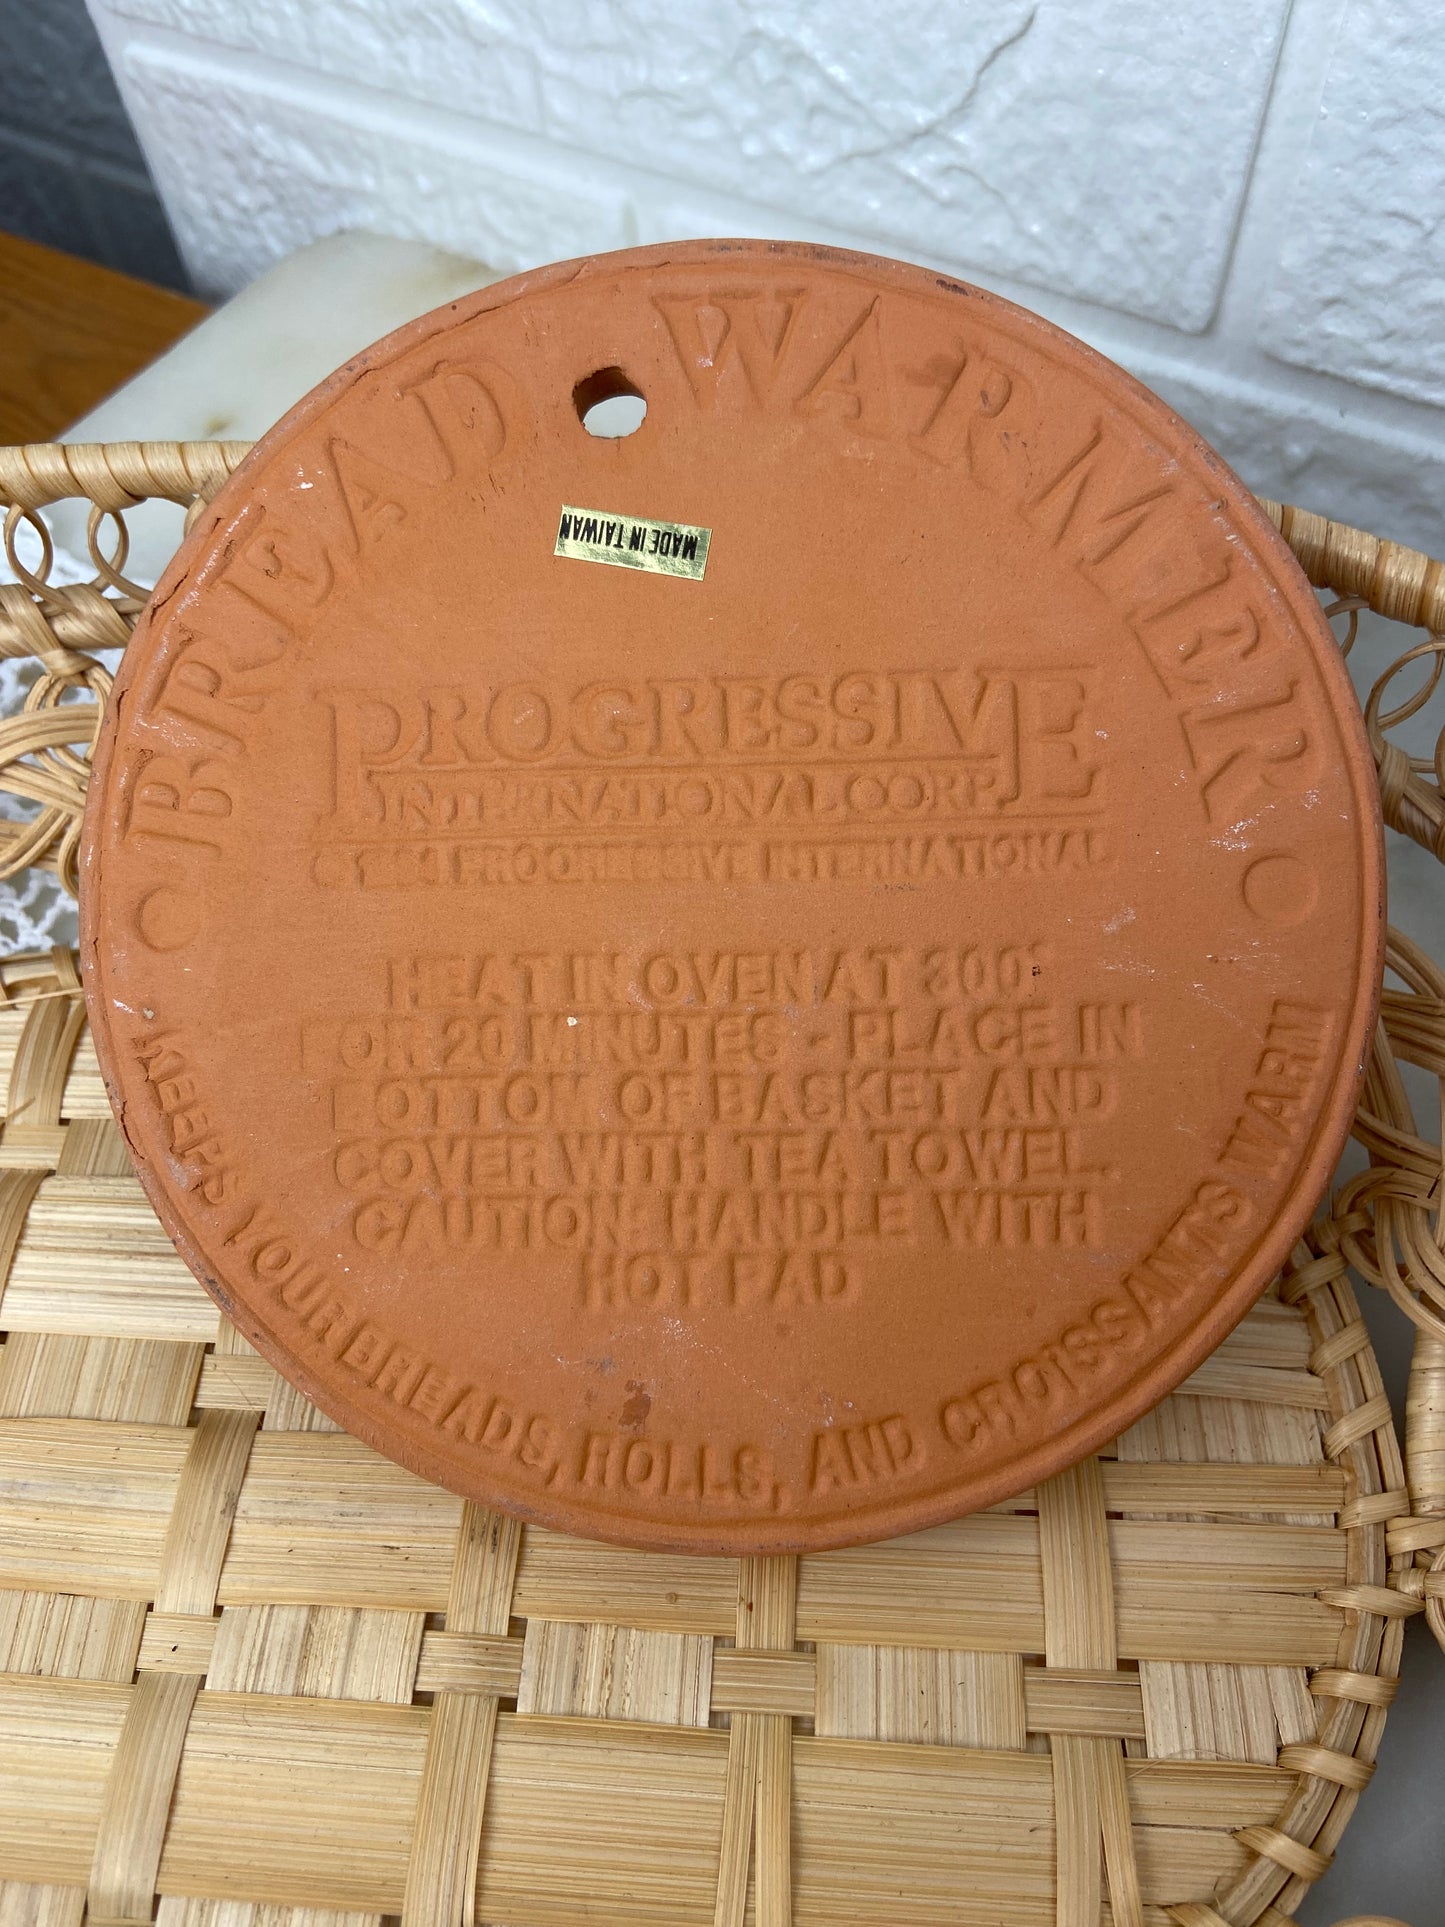 BREAD WARMER
MADE IN TAIWAN
PROGRESSIVE
INTERNATIONAL CORP.
© PROGRESSIVE INTERNATIONAL
HEAT IN OVEN AT 300°
FOR 20 MINUTES - PLACE IN
BOTTOM OF BASKET AND
COVER WITH TEA TOWEL.
CAUTION: HANDLE WITH
HOT PAD
KEEPS YOUR BREADS, ROLLS, AND CROISSANTS WARM